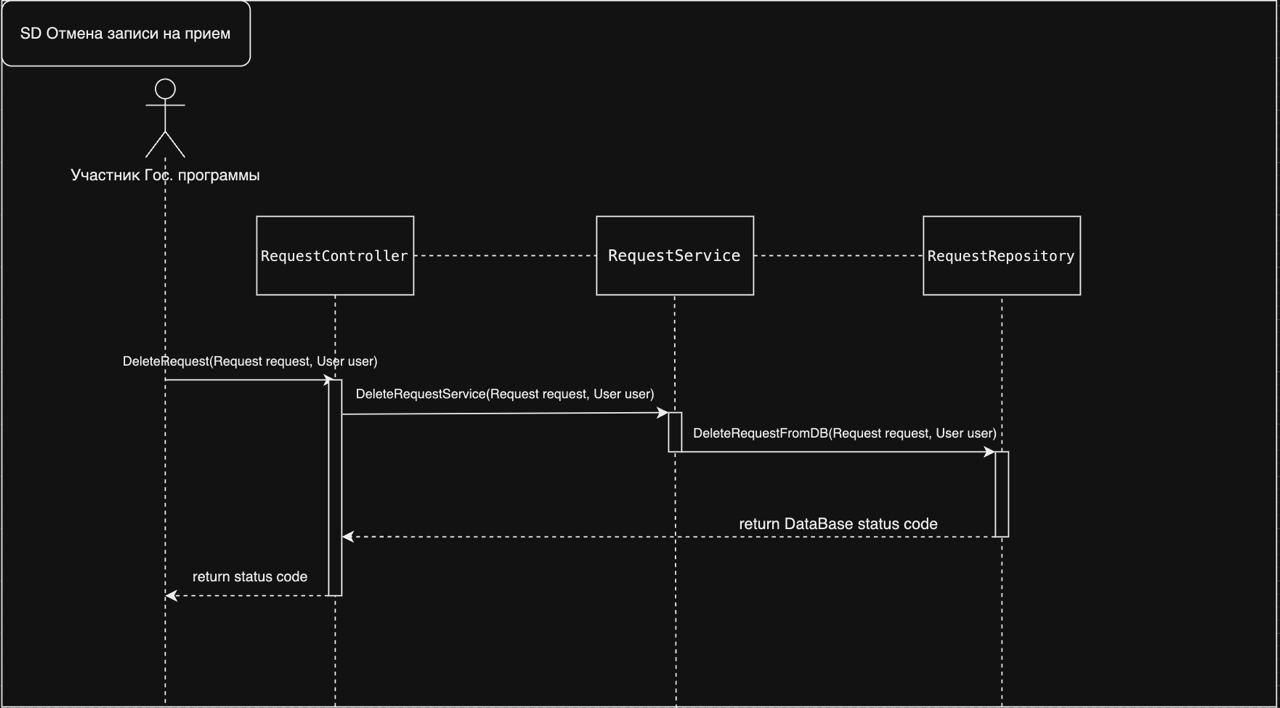 SD Отмена записи на прием
Участник Гос. программы
RequestController
RequestService
RequestRepository
DeleteRequest(Request request, User user)
DeleteRequestService(Request request, User user)
DeleteRequestFromDB(Request request, User user)
return DataBase status code
return status code